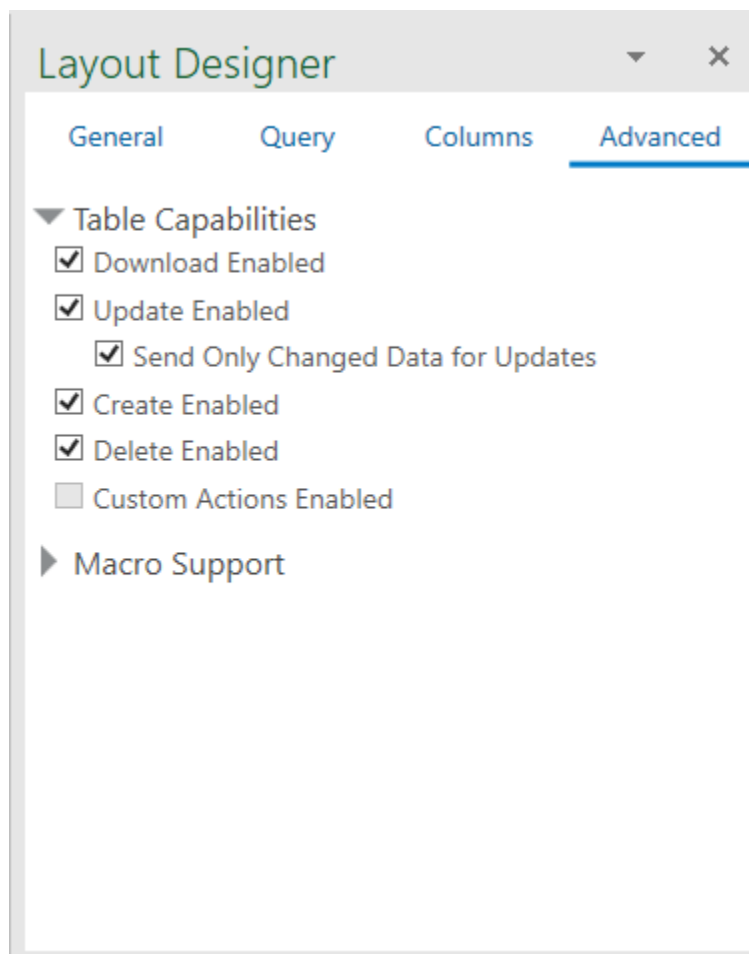 Layout Designer
General Query Columns Advanced
Table Capabilities
Download Enabled
Update Enabled
Send Only Changed Data for Updates
Create Enabled
Delete Enabled
Custom Actions Enabled
Macro Support